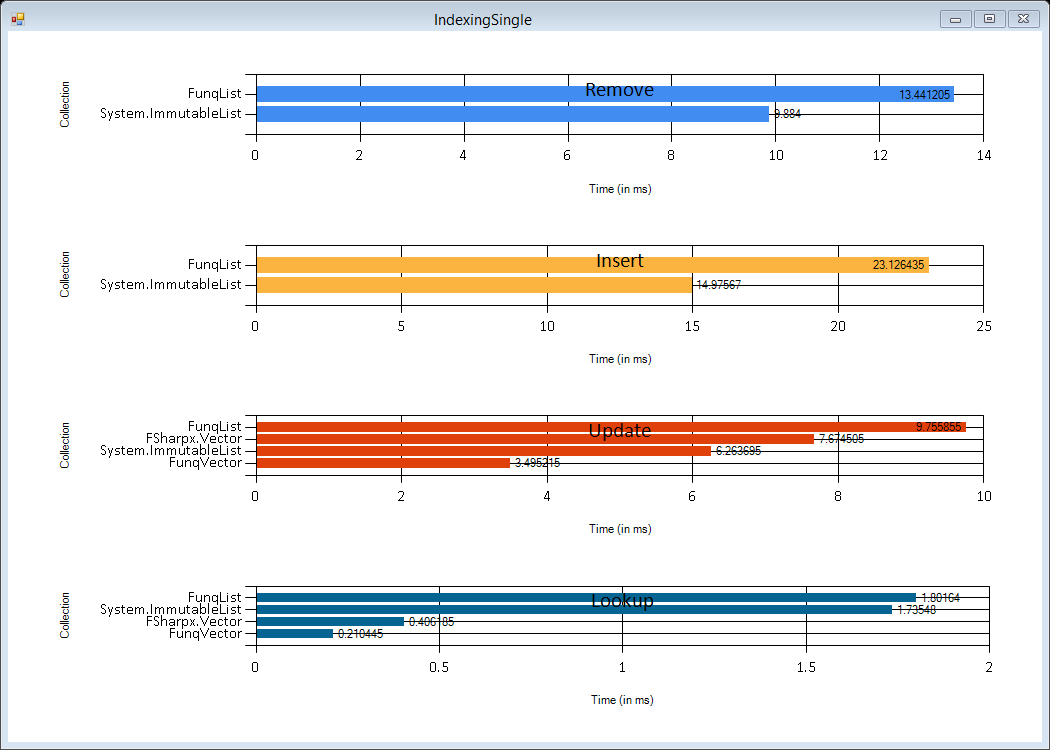 IndexingSingle
Remove
Collection
FunqList
13.441205
System.ImmutableList
9.884
0 2 4 6 8 10 12 14
Time (in ms)
Insert
Collection
FunqList
23.126435
System.ImmutableList
14.97567
0 5 10 15 20 25
Time (in ms)
Update
Collection
FunqList
9.755855
FSharpx.Vector
7.674505
System.ImmutableList
6.263695
FunqVector
3.495215
0 2 4 6 8 10
Time (in ms)
Lookup
Collection
FunqList
1.80164
System.ImmutableList
1.73548
FSharpx.Vector
0.406185
FunqVector
0.210445
0 0.5 1 1.5 2
Time (in ms)